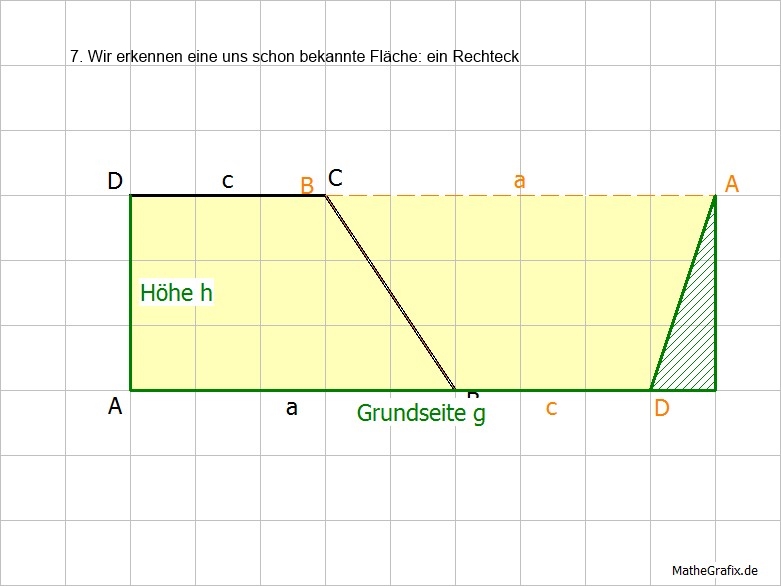 7. Wir erkennen eine uns schon bekannte Fläche: ein Rechteck
D c B C a A
Höhe h
A a Grundseite g c D
MatheGrafix.de